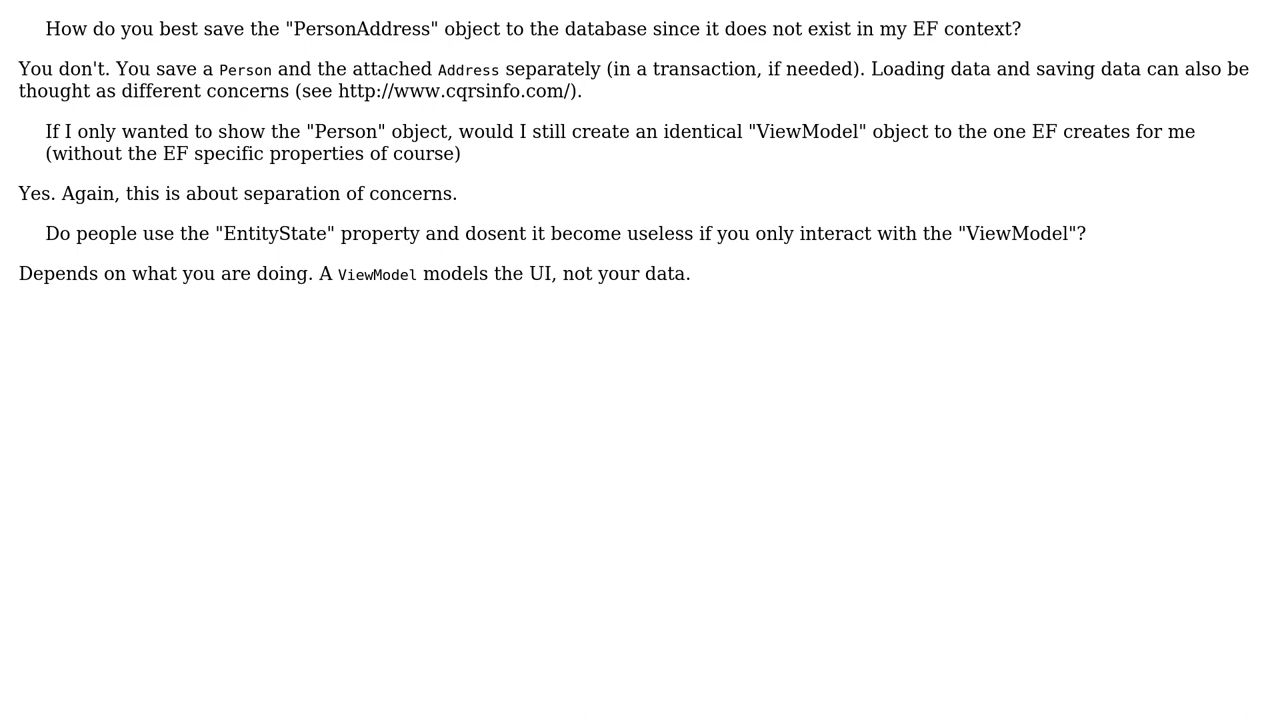 How do you best save the "PersonAddress" object to the database since it does not exist in my EF context?
You don't. You save a Person and the attached Address separately (in a transaction, if needed). Loading data and saving data can also be
thought as different concerns (see http://www.cqrsinfo.com/).
If I only wanted to show the "Person" object, would I still create an identical "ViewModel" object to the one EF creates for me
(without the EF specific properties of course)
Yes. Again, this is about separation of concerns.
Do people use the "EntityState" property and dosent it become useless if you only interact with the "ViewModel"?
Depends on what you are doing. A ViewModel models the UI, not your data.